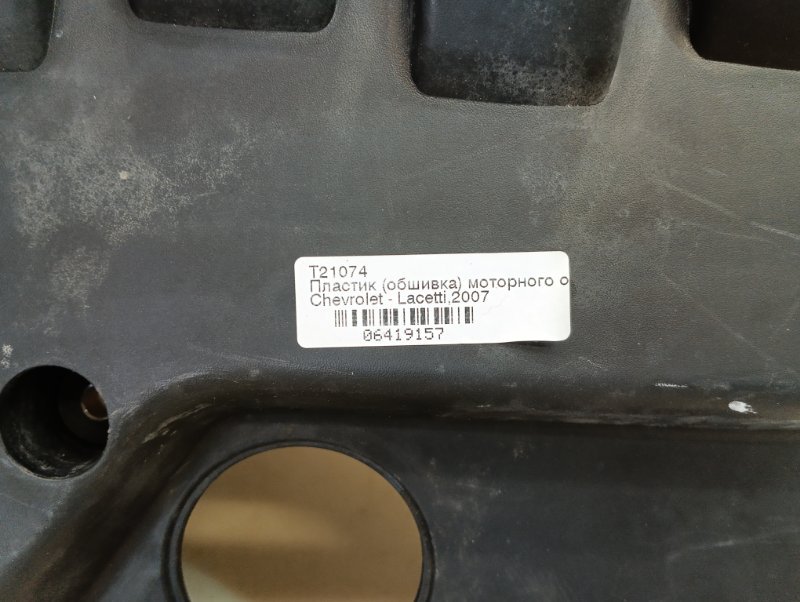 T21074
Пластик (обшивка) моторного о
Chevrolet - Lacetti,2007
06419157